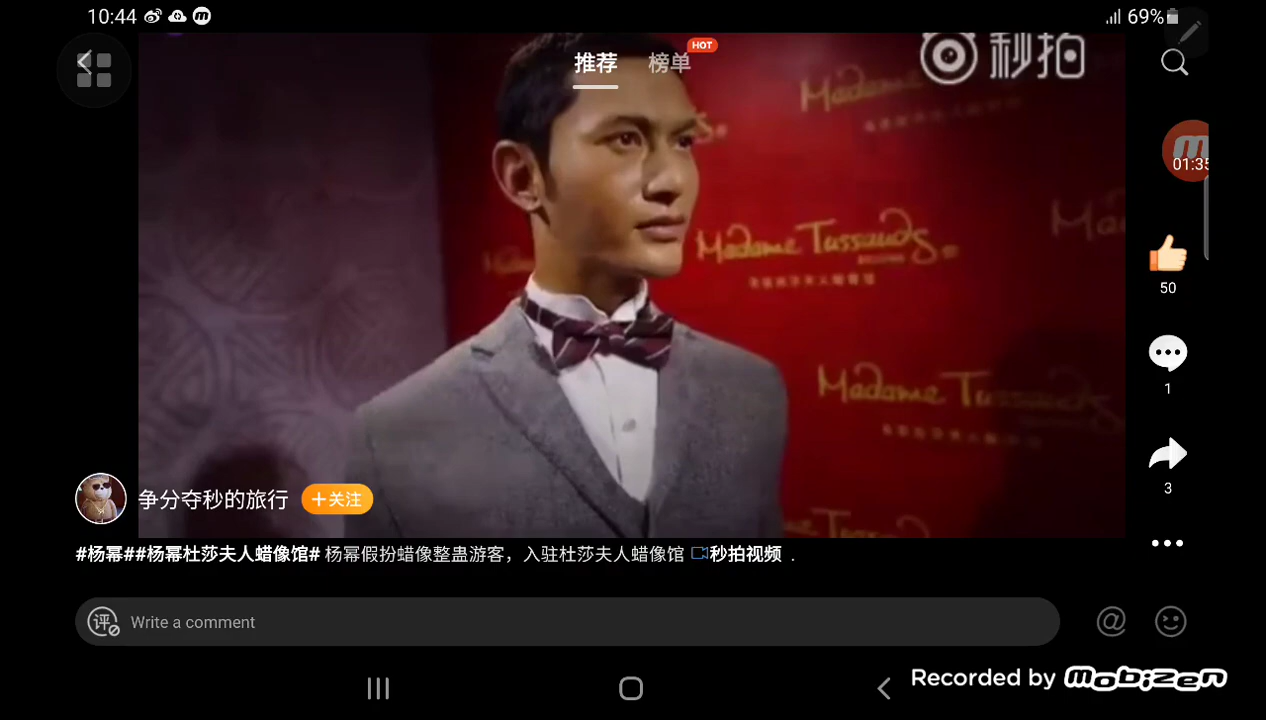 10:44
69%
推荐
榜单
HOT
秒拍
01:35
Madame Tussauds
Madame Tussauds
50
1
3
争分夺秒的旅行
+关注
#杨幂##杨幂杜莎夫人蜡像馆# 杨幂假扮蜡像整蛊游客，入驻杜莎夫人蜡像馆 秒拍视频 .
评
Write a comment
@
Recorded by mobizen